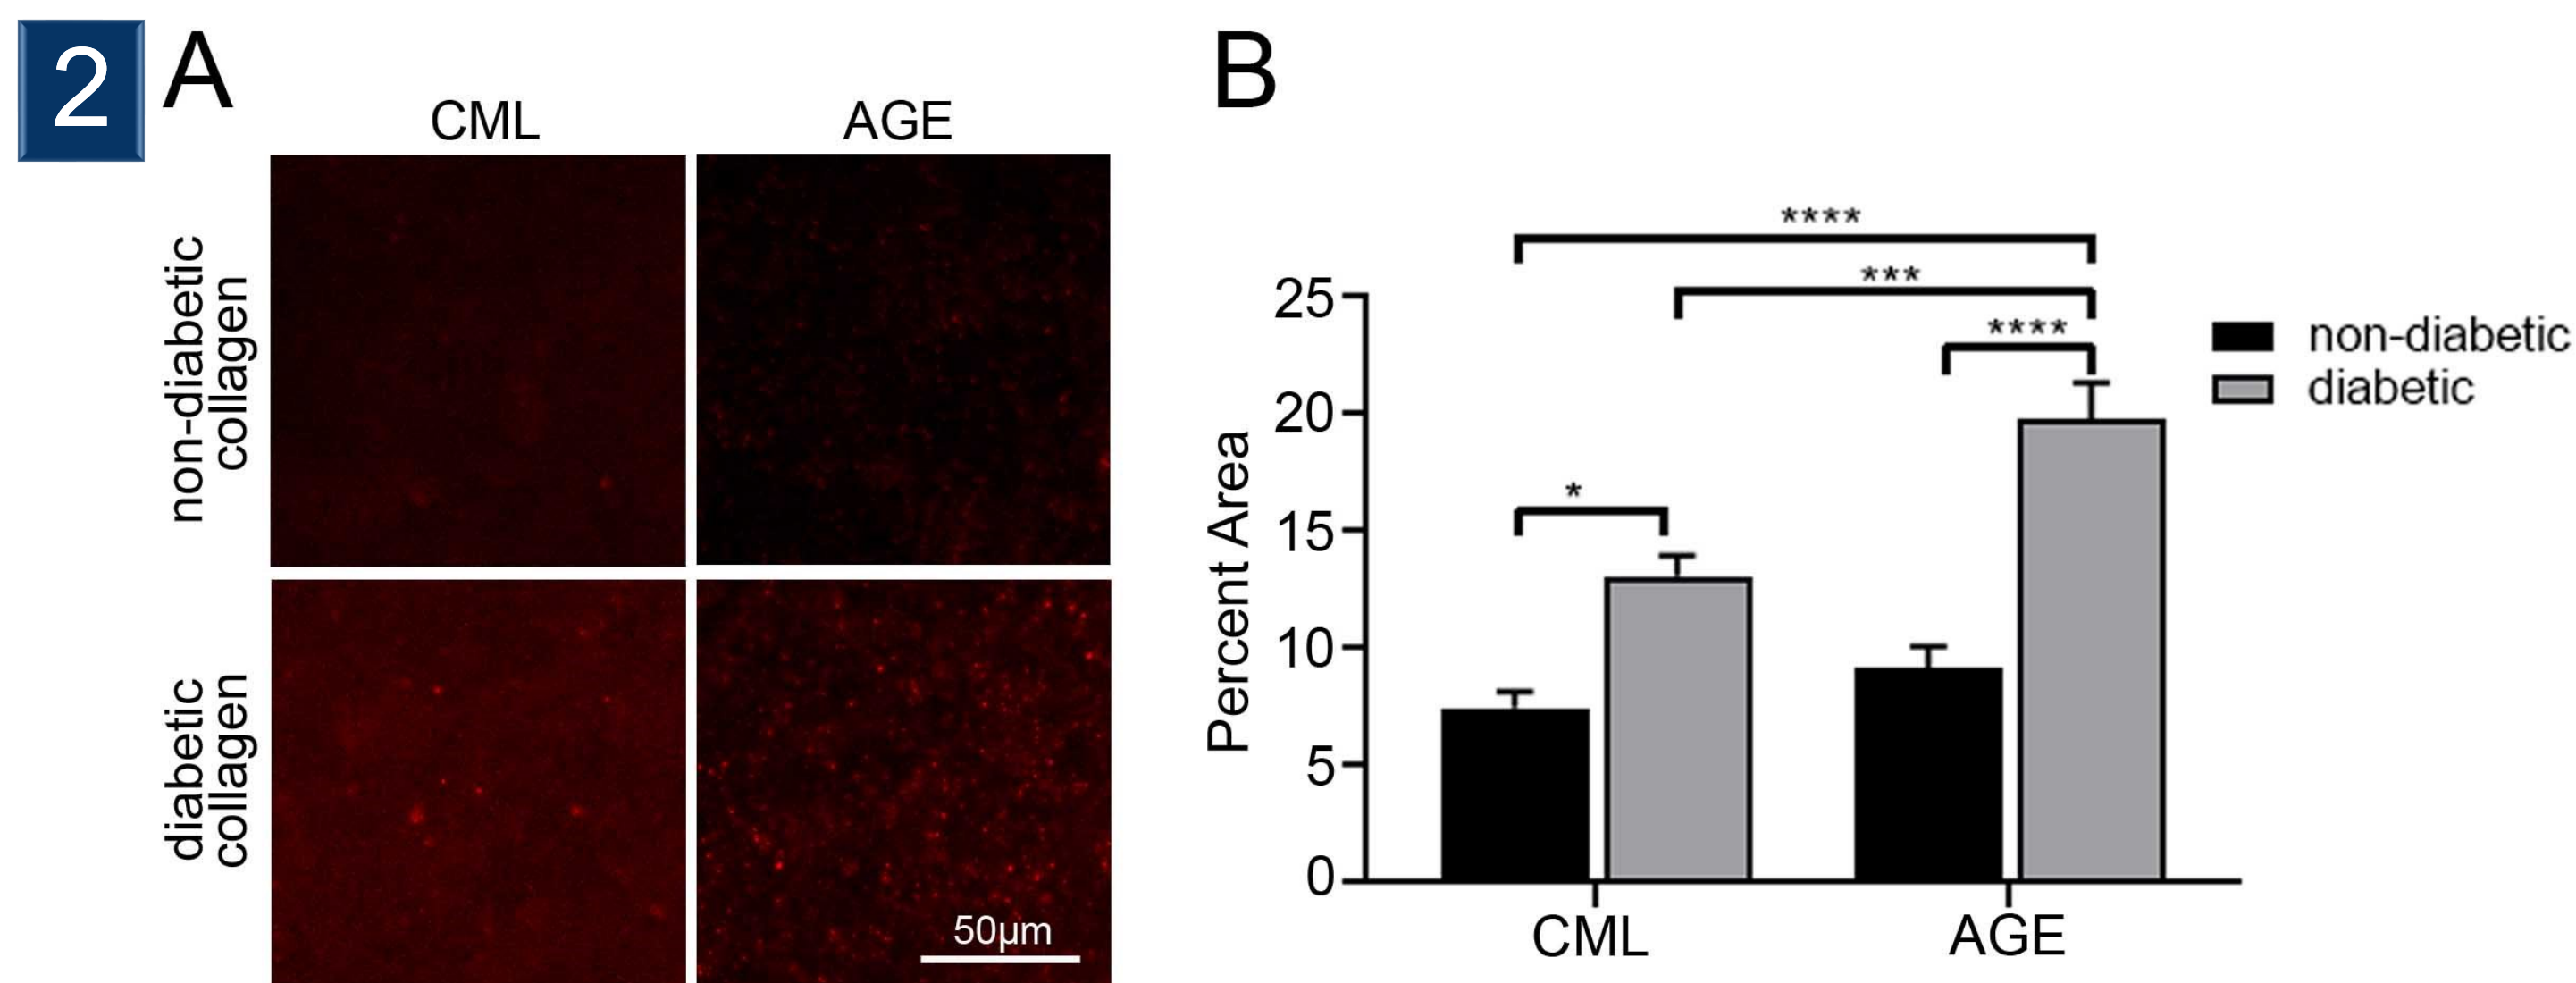 2
A
CML
AGE
non-diabetic
collagen
diabetic
collagen
50µm
B
****
***
****
*
25
20
15
10
5
0
Percent Area
CML
AGE
non-diabetic
diabetic